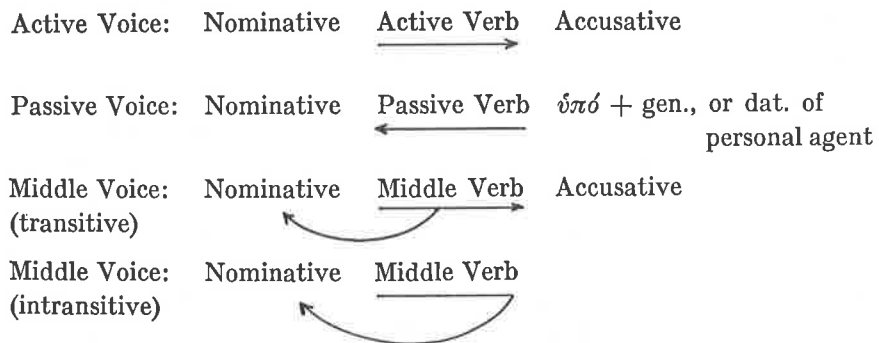 Active Voice: Nominative Active Verb Accusative
Passive Voice: Nominative Passive Verb ὑπό + gen., or dat. of
personal agent
Middle Voice: Nominative Middle Verb Accusative
(transitive)
Middle Voice: Nominative Middle Verb
(intransitive)